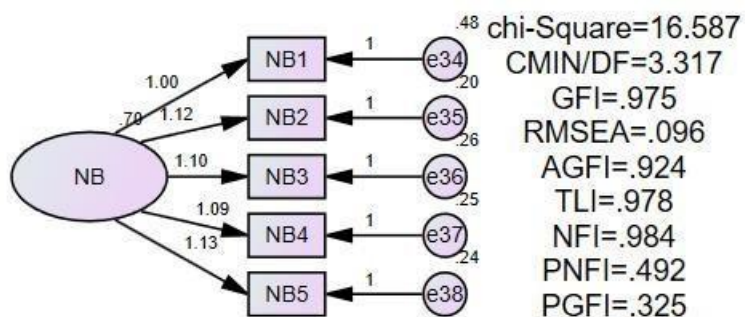 .48
chi-Square=16.587
1.00
NB1
1
e34
CMIN/DF=3.317
.20
.70
1.12
NB2
1
e35
GFI=.975
.26
RMSEA=.096
NB
1.10
NB3
1
e36
AGFI=.924
.25
TLI=.978
1.09
NB4
1
e37
NFI=.984
.24
1.13
PNFI=.492
NB5
1
e38
PGFI=.325